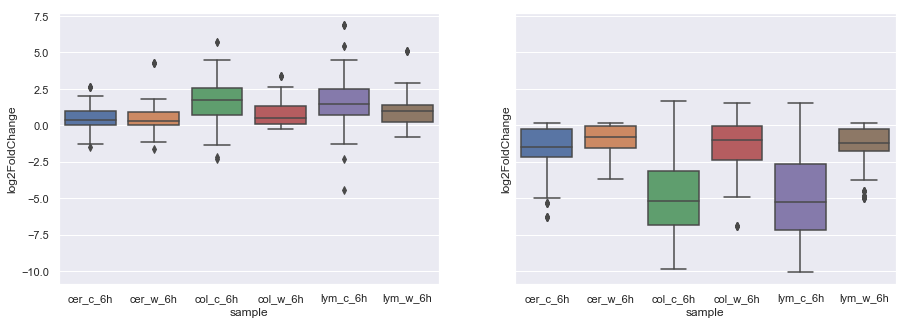 7.5
5.0
2.5
0.0
−2.5
−5.0
−7.5
−10.0
log2FoldChange
cer_c_6h cer_w_6h col_c_6h col_w_6h lym_c_6h lym_w_6h
sample
log2FoldChange
cer_c_6h cer_w_6h col_c_6h col_w_6h lym_c_6h lym_w_6h
sample